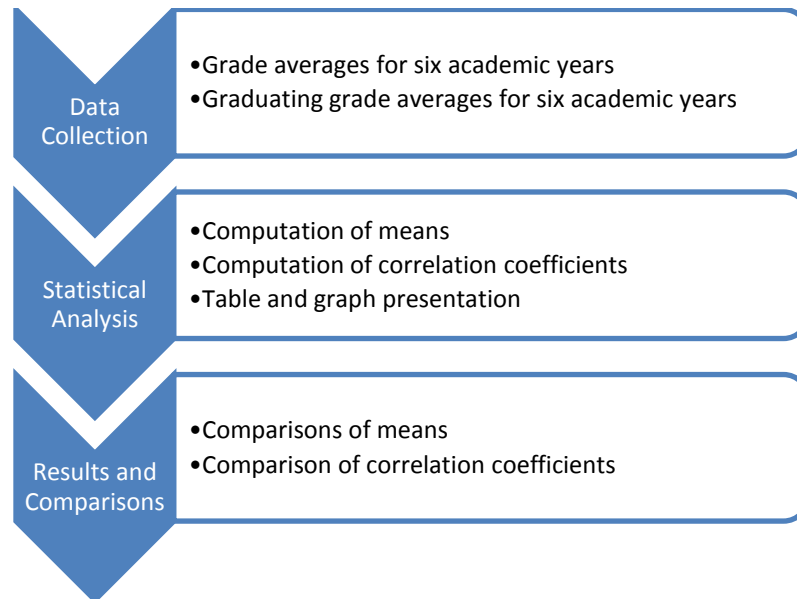 Data
Collection
•Grade averages for six academic years
•Graduating grade averages for six academic years
Statistical
Analysis
•Computation of means
•Computation of correlation coefficients
•Table and graph presentation
Results and
Comparisons
•Comparisons of means
•Comparison of correlation coefficients